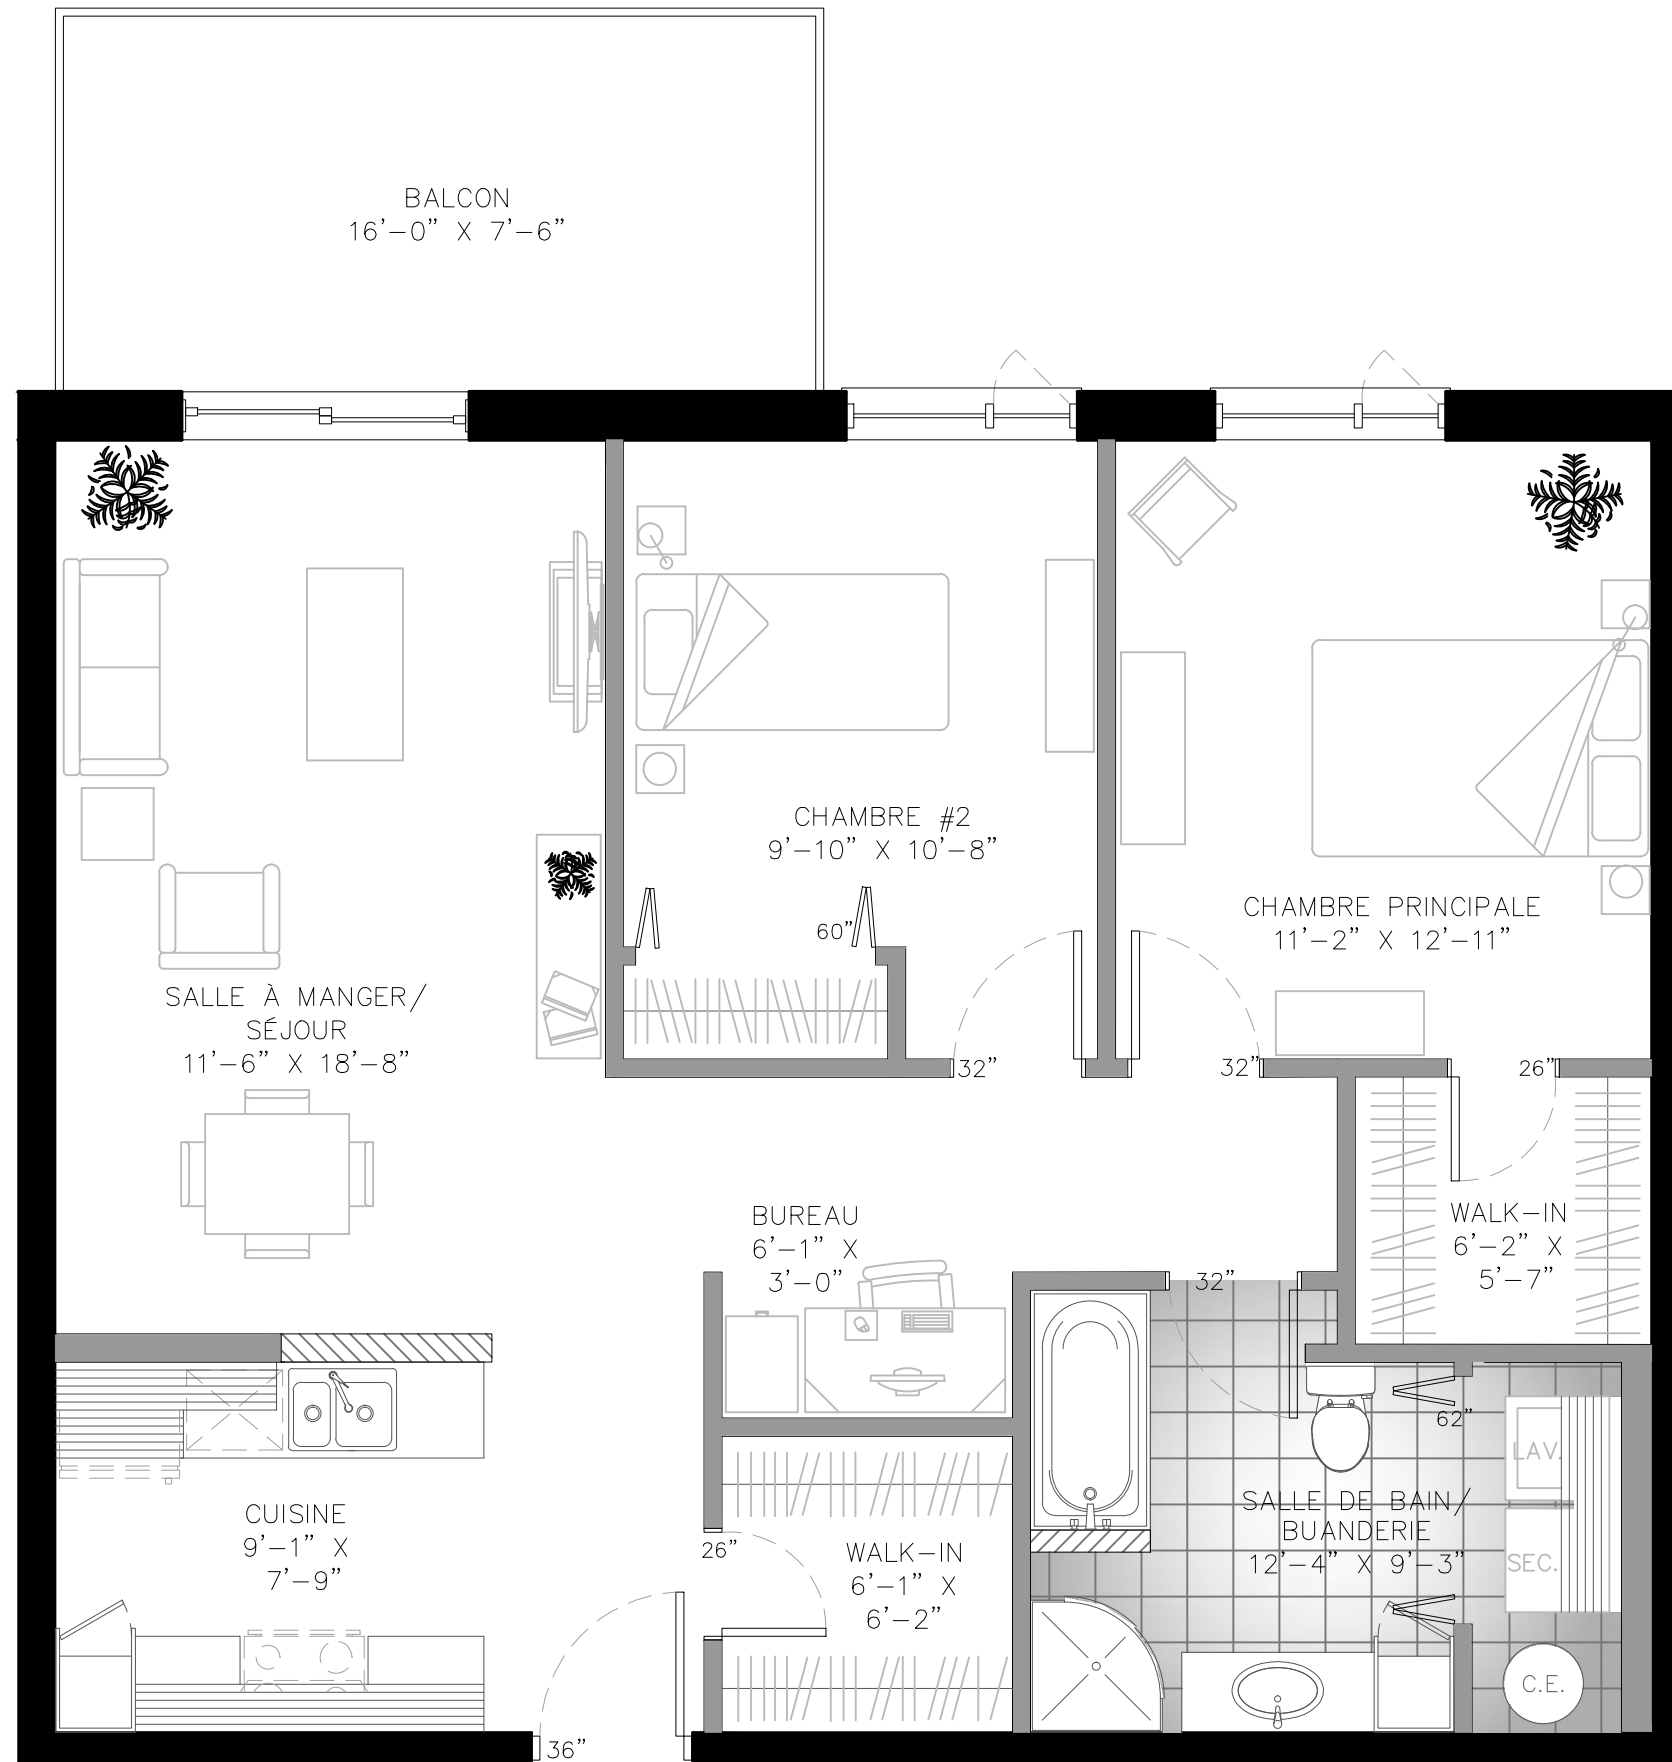 BALCON
16'-0" X 7'-6"
CHAMBRE #2
9'-10" X 10'-8"
60"
CHAMBRE PRINCIPALE
11'-2" X 12'-11"
SALLE À MANGER/
SÉJOUR
11'-6" X 18'-8"
32"
32"
26"
BUREAU
6'-1" X
3'-0"
WALK-IN
6'-2" X
5'-7"
32"
62"
LAV.
CUISINE
9'-1" X
7'-9"
26"
WALK-IN
6'-1" X
6'-2"
SALLE DE BAIN/
BUANDERIE
12'-4" X 9'-3"
SEC.
C.E.
36"